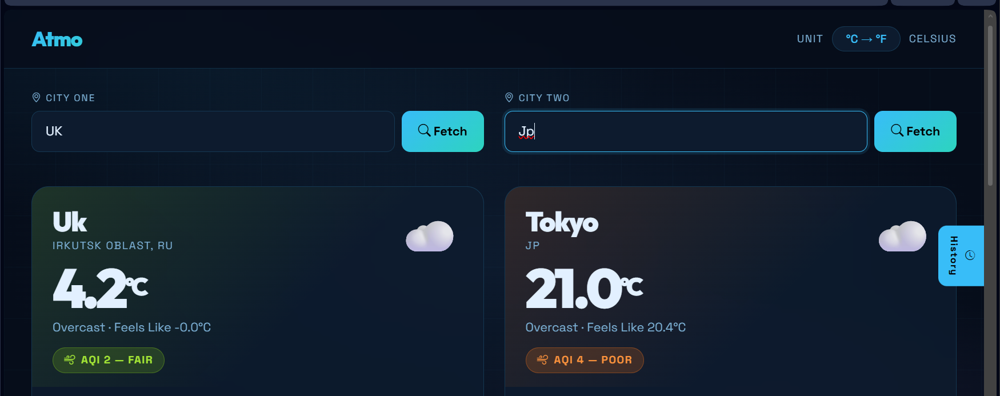 Atmo
UNIT °C → °F CELSIUS
CITY ONE
UK
Fetch
CITY TWO
Jp
Fetch
Uk
IRKUTSK OBLAST, RU
4.2°C
Overcast · Feels Like -0.0°C
AQI 2 — FAIR
Tokyo
JP
21.0°C
Overcast · Feels Like 20.4°C
AQI 4 — POOR
History